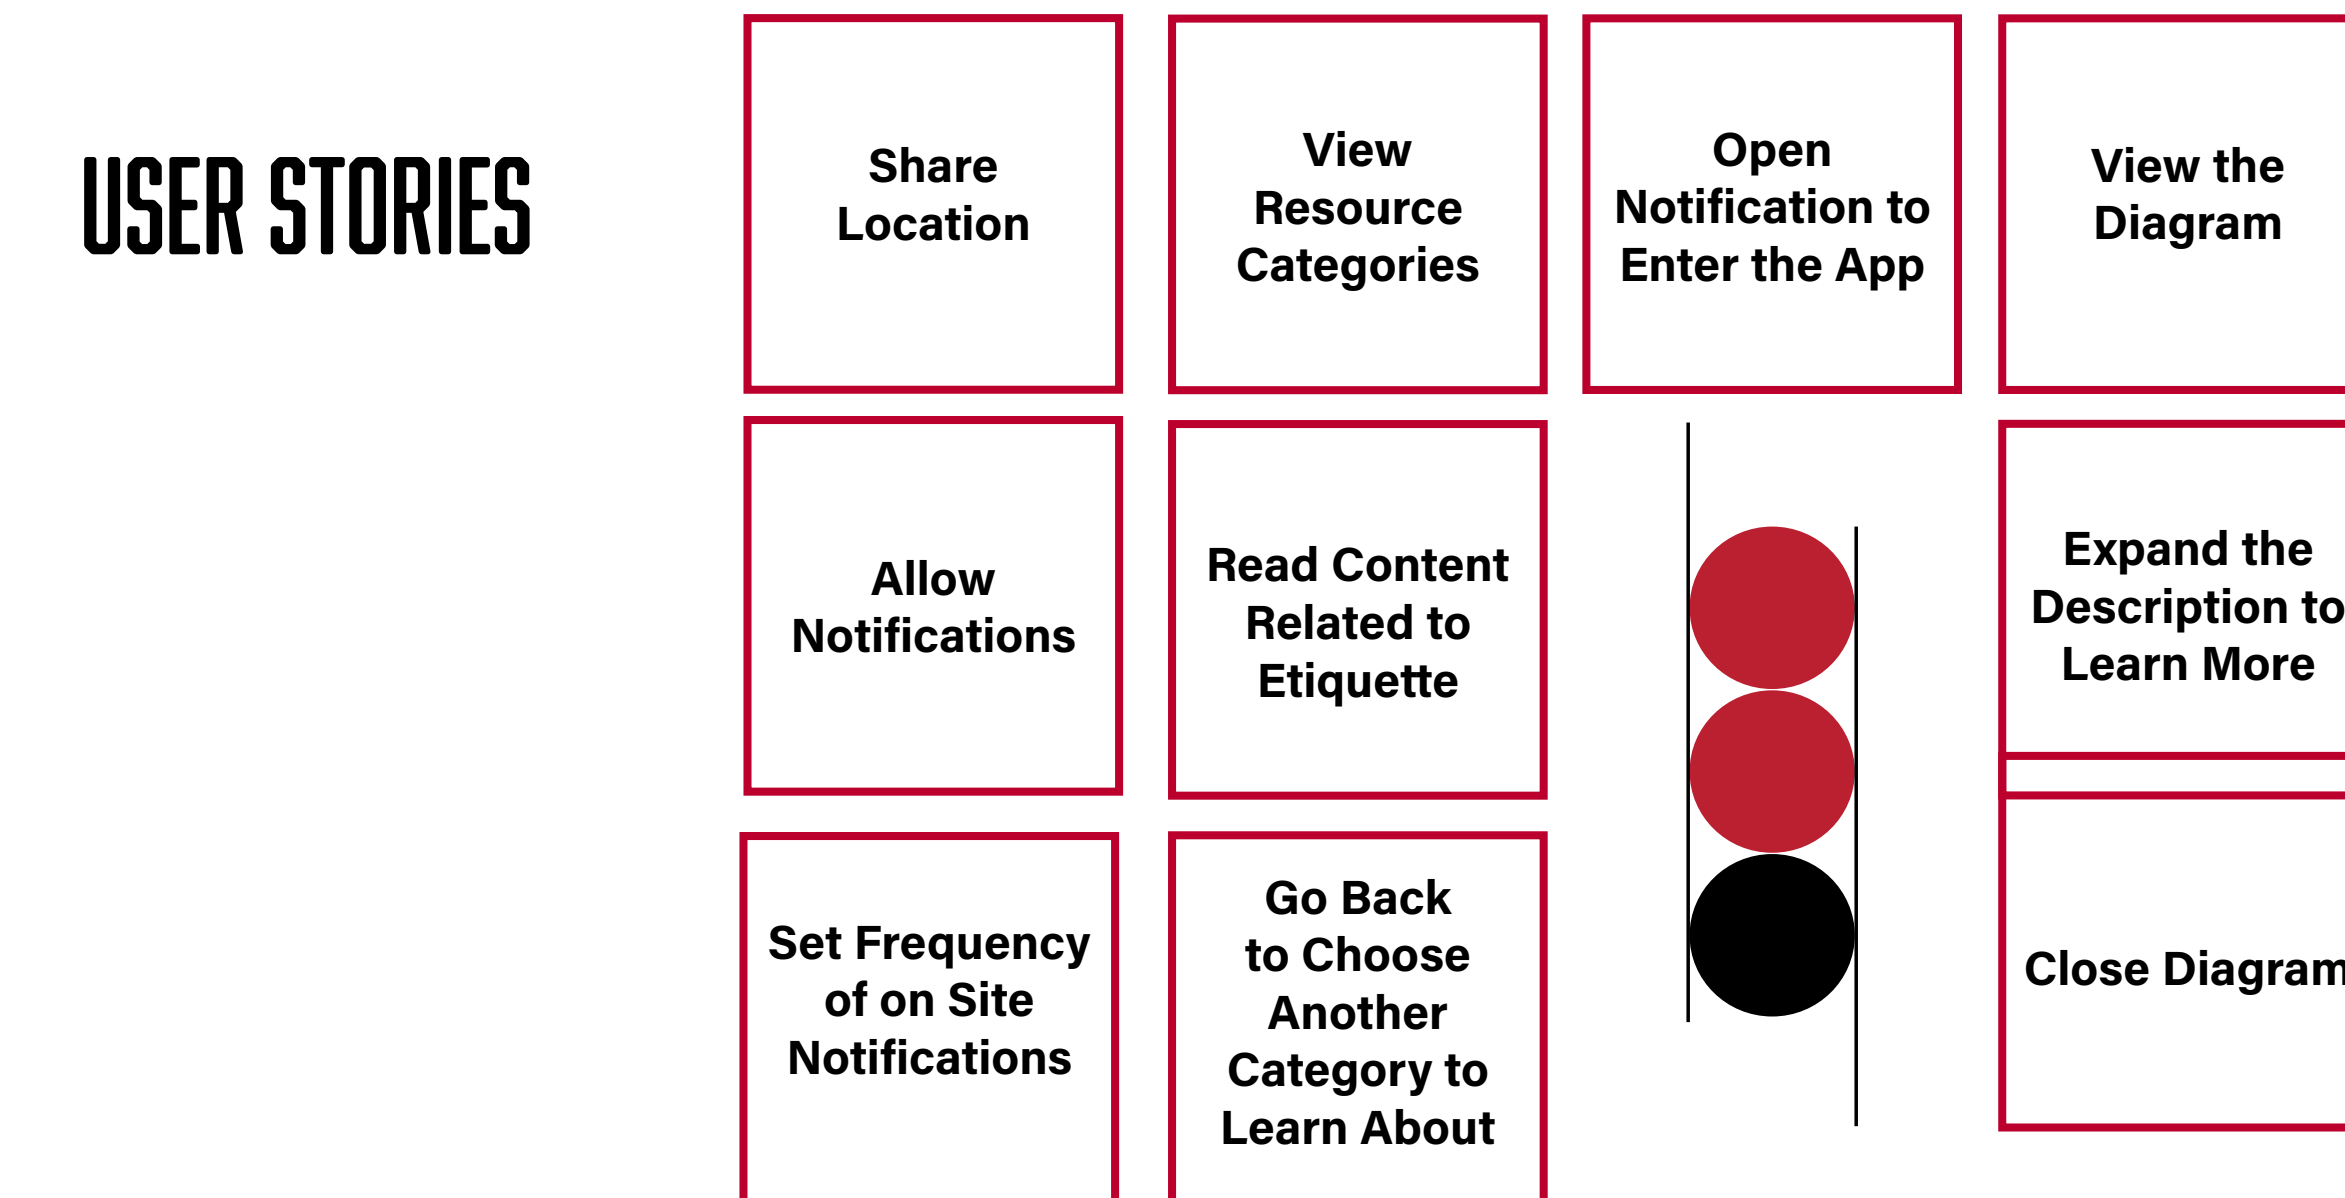 USER STORIES
Share
Location
View
Resource
Categories
Open
Notification to
Enter the App
View the
Diagram
Allow
Notifications
Read Content
Related to
Etiquette
Expand the
Description to
Learn More
Set Frequency
of on Site
Notifications
Go Back
to Choose
Another
Category to
Learn About
Close Diagram